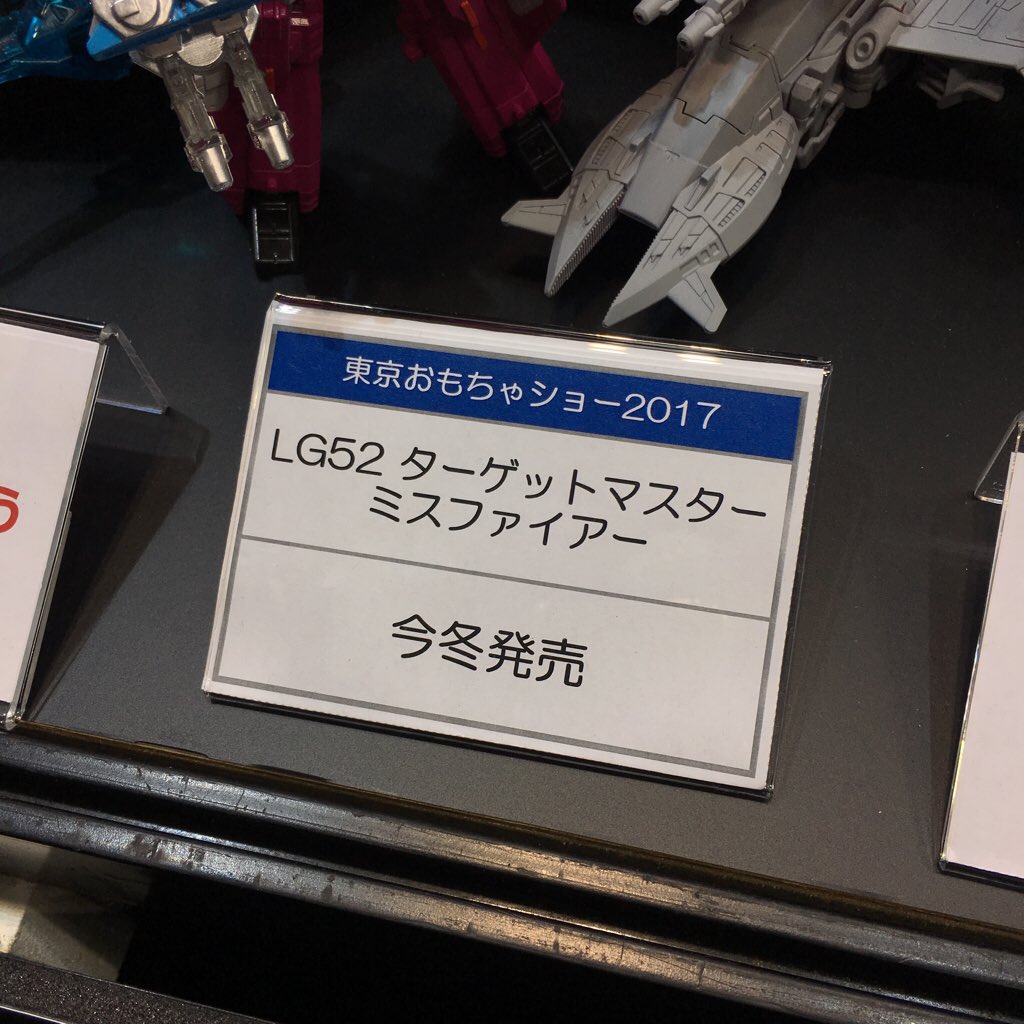 東京おもちゃショー2017
LG52 ターゲットマスター
ミスファイアー
今冬発売
う